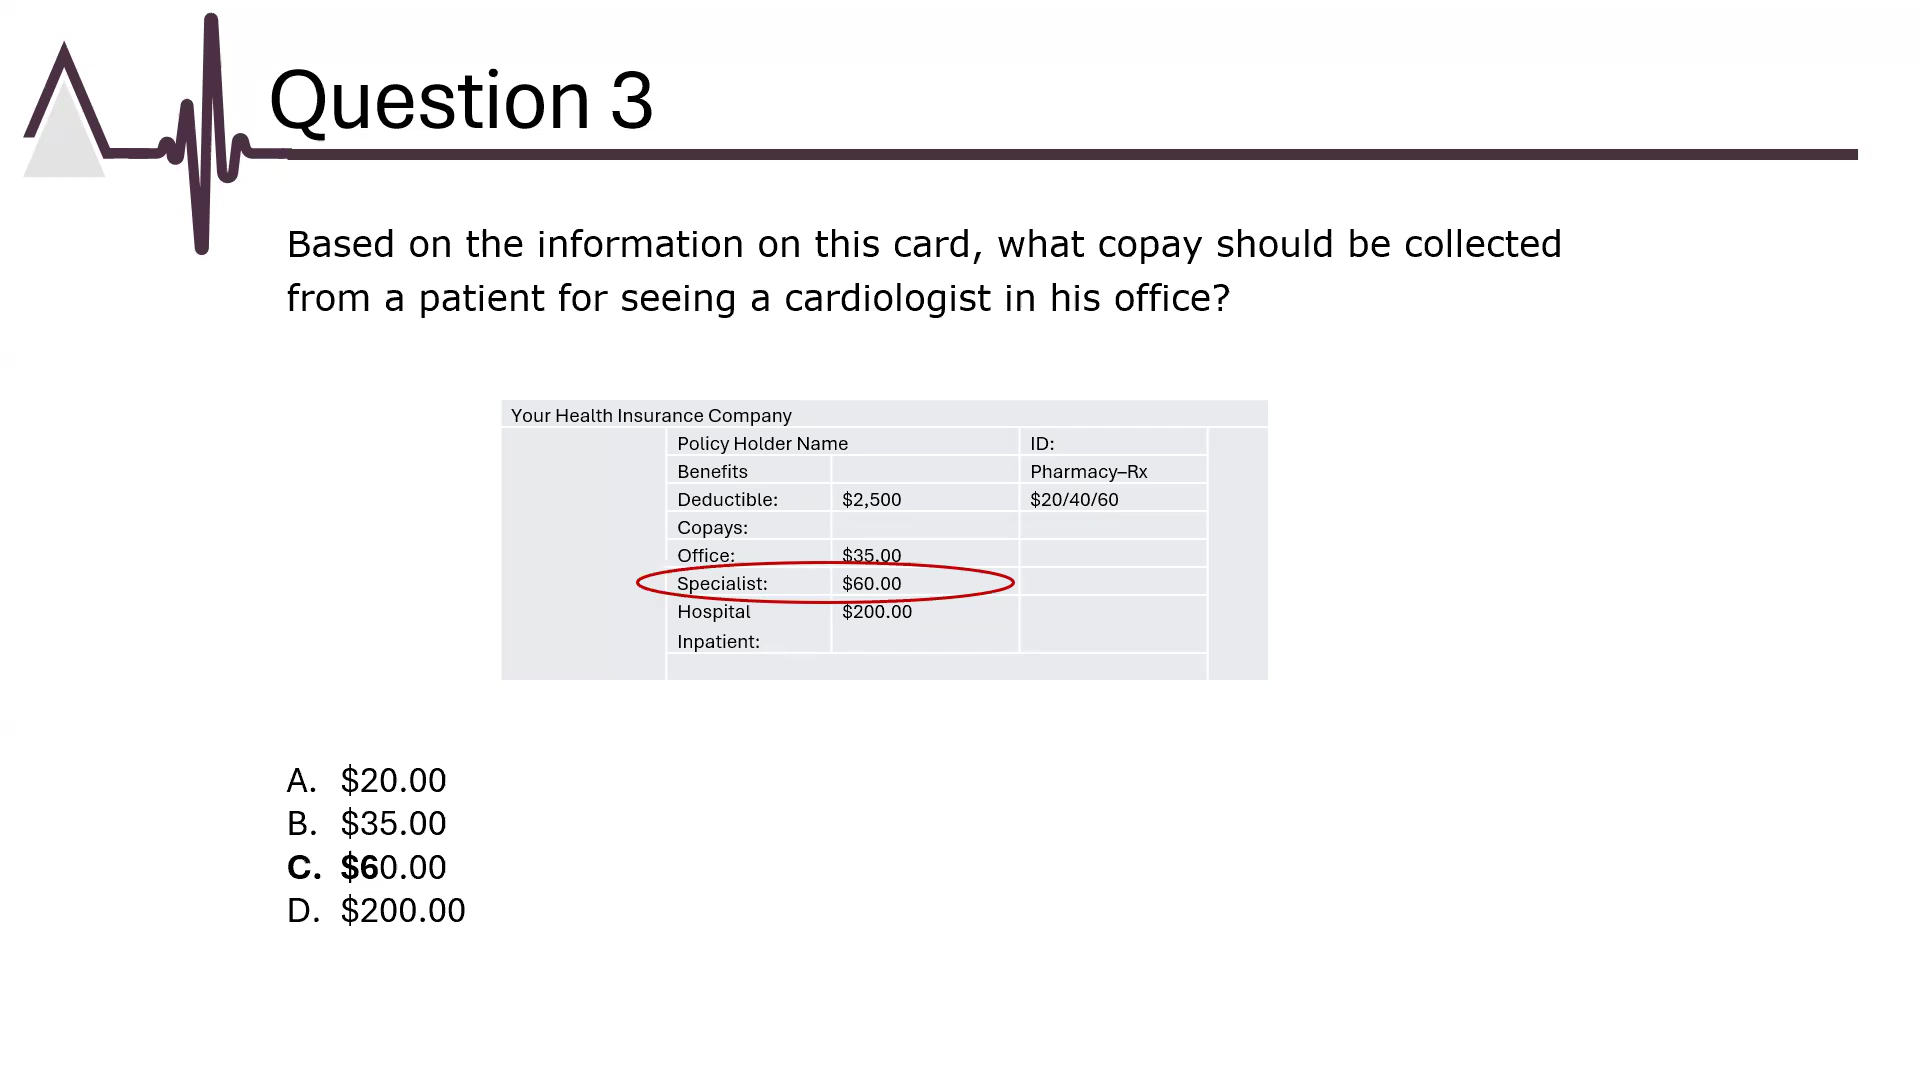 Question 3
Based on the information on this card, what copay should be collected
from a patient for seeing a cardiologist in his office?
Your Health Insurance Company
Policy Holder Name ID:
Benefits Pharmacy–Rx
Deductible: $2,500 $20/40/60
Copays:
Office: $35,00
Specialist: $60.00
Hospital $200.00
Inpatient:
A. $20.00
B. $35.00
C. $60.00
D. $200.00